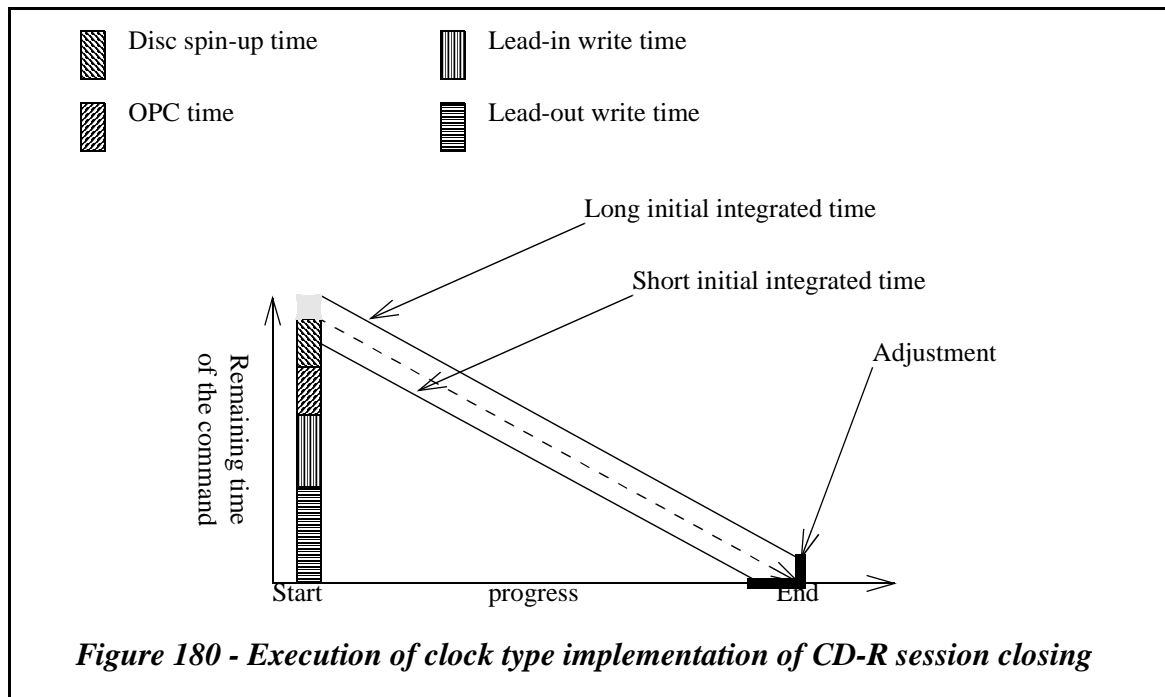 Disc spin-up time
Lead-in write time
OPC time
Lead-out write time
Long initial integrated time
Short initial integrated time
Adjustment
Remaining time
of the command
Start
progress
End
Figure 180 - Execution of clock type implementation of CD-R session closing